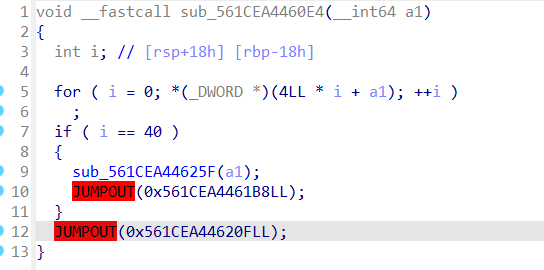 1 void __fastcall sub_561CEA4460E4(__int64 a1)
2 {
3 int i; // [rsp+18h] [rbp-18h]
4
5 for ( i = 0; *(_DWORD *)(4LL * i + a1); ++i )
6 ;
7 if ( i == 40 )
8 {
9 sub_561CEA44625F(a1);
10 JUMPOUT(0x561CEA4461B8LL);
11 }
12 JUMPOUT(0x561CEA44620FLL);
13 }